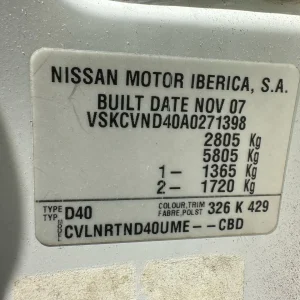 NISSAN MOTOR IBERICA, S.A.
BUILT DATE NOV 07
VSKCVND40A0271398
2805 Kg
5805 Kg
1– 1365 Kg
2– 1720 Kg
TYPE TYP D40 COLOUR,TRIM FABRE,POLST 326 K 429
CVLNRTND40UME--CBD